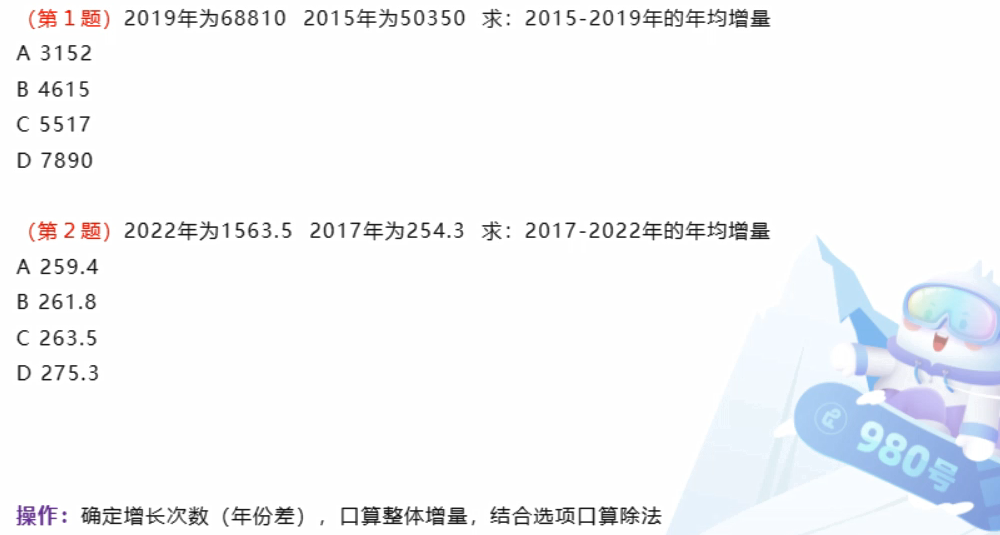 （第１题）2019年为68810 2015年为50350 求：2015-2019年的年均增量
A 3152
B 4615
C 5517
D 7890
（第２题）2022年为1563.5 2017年为254.3 求：2017-2022年的年均增量
A 259.4
B 261.8
C 263.5
D 275.3
980号
操作：确定增长次数（年份差），口算整体增量，结合选项口算除法